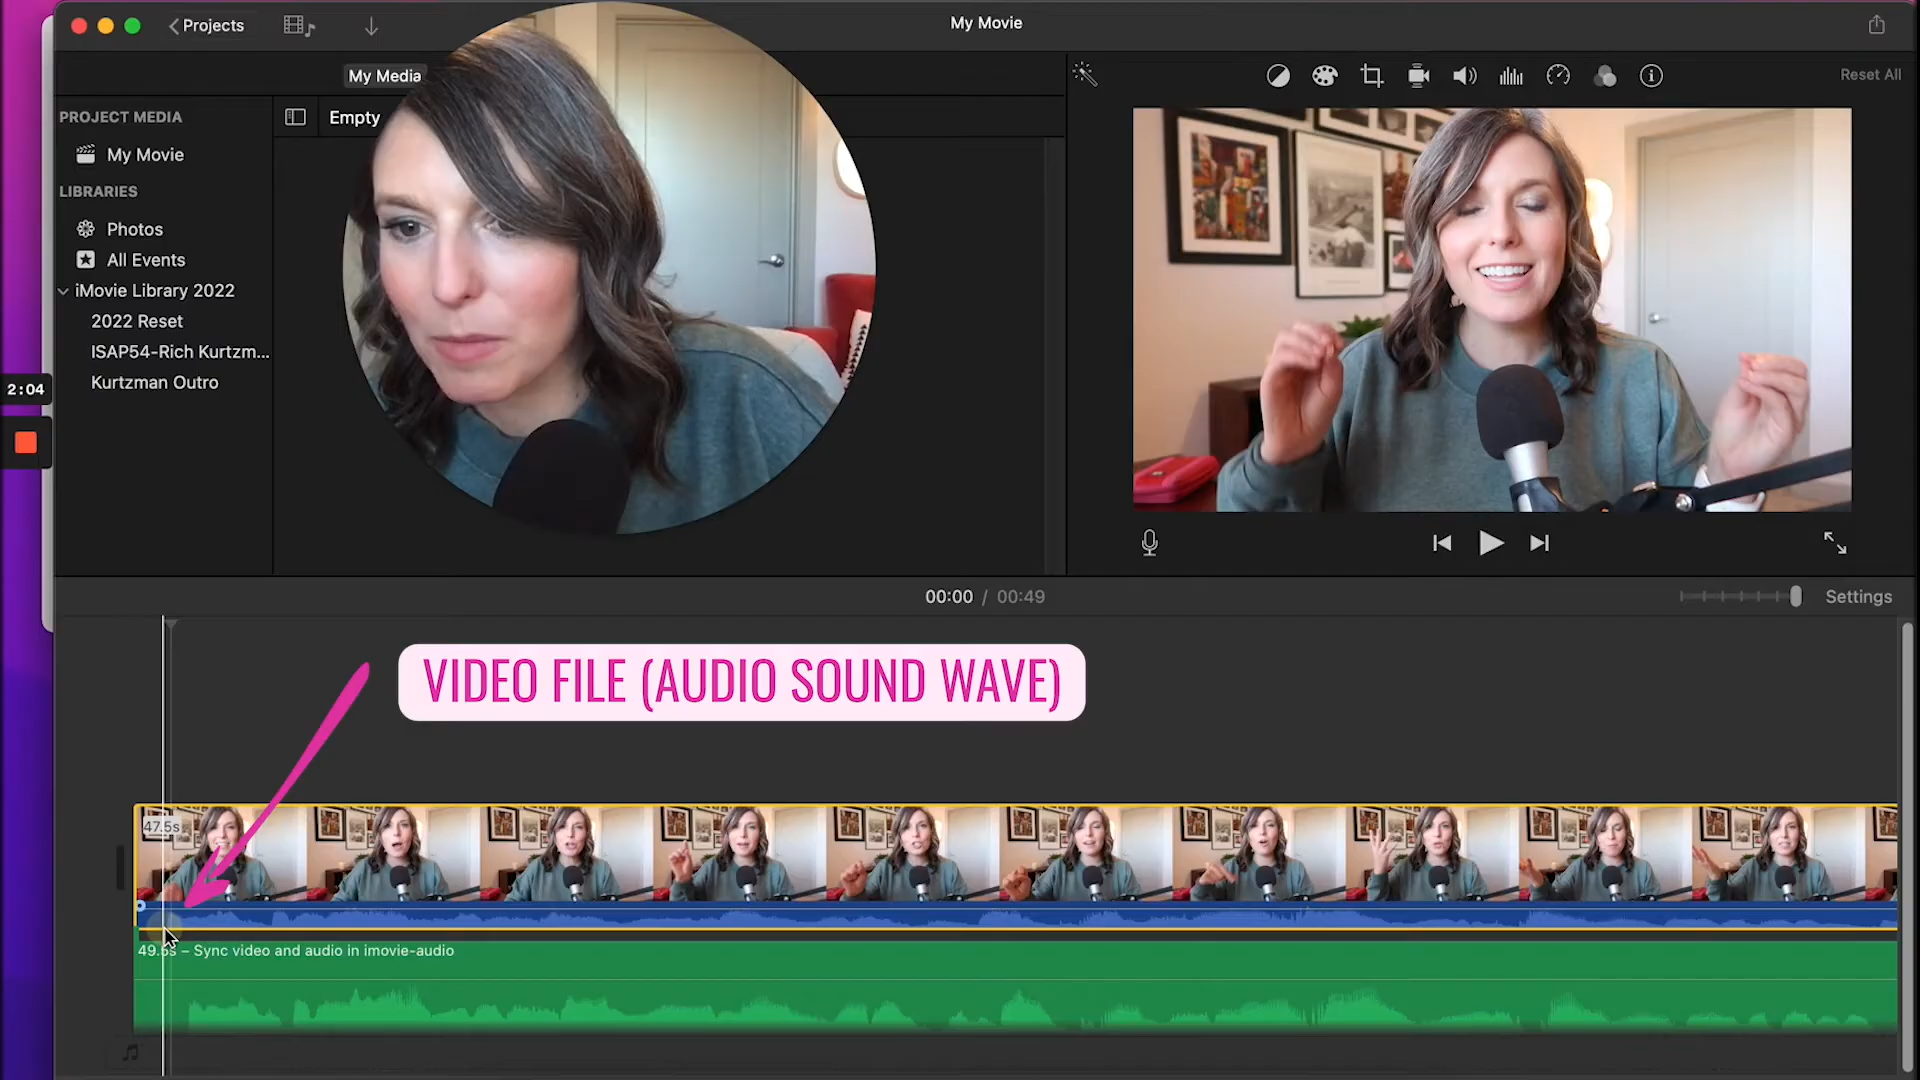 Projects
My Movie
My Media
Reset All
PROJECT MEDIA
Empty
My Movie
LIBRARIES
Photos
All Events
iMovie Library 2022
2022 Reset
ISAP54-Rich Kurtzm...
Kurtzman Outro
2:04
00:00 / 00:49
Settings
VIDEO FILE (AUDIO SOUND WAVE)
47.5s
49.5s – Sync video and audio in imovie-audio